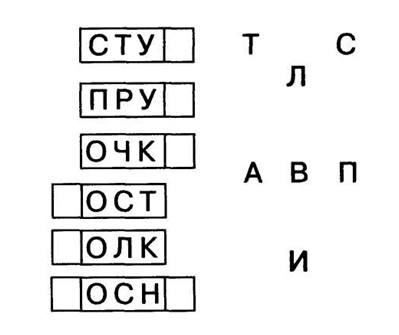 СТУ Т С
Л
ПРУ
ОЧК
А В П
ОСТ
ОЛК
И
ОСН